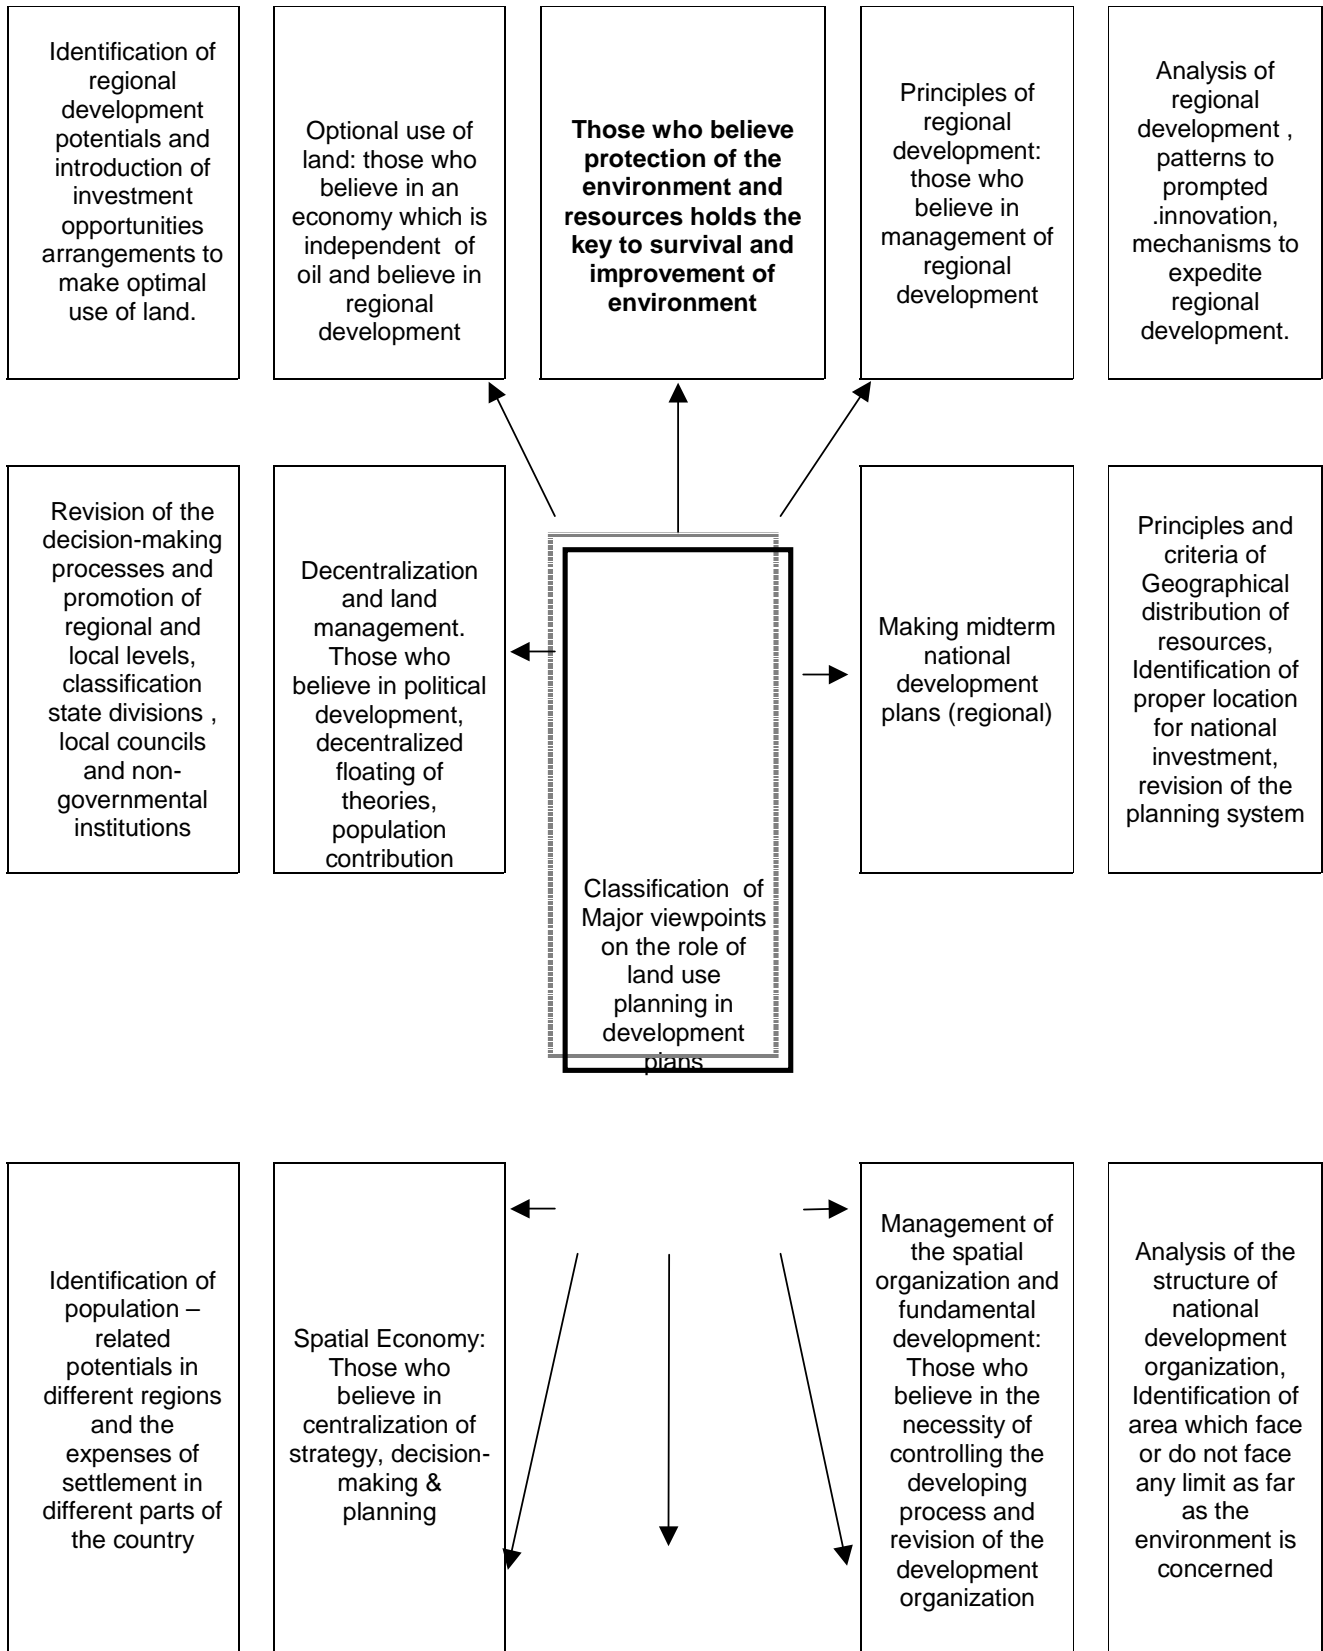 Identification of
regional
development
potentials and
introduction of
investment
opportunities
arrangements to
make optimal
use of land.
Optional use of
land: those who
believe in an
economy which is
independent of
oil and believe in
regional
development
Those who believe
protection of the
environment and
resources holds the
key to survival and
improvement of
environment
Principles of
regional
development:
those who
believe in
management of
regional
development
Analysis of
regional
development ,
patterns to
prompted
.innovation,
mechanisms to
expedite
regional
development.
Revision of the
decision-making
processes and
promotion of
regional and
local levels,
classification
state divisions ,
local councils
and non-
governmental
institutions
Decentralization
and land
management.
Those who
believe in political
development,
decentralized
floating of
theories,
population
contribution
Classification of
Major viewpoints
on the role of
land use
planning in
development
plans
Making midterm
national
development
plans (regional)
Principles and
criteria of
Geographical
distribution of
resources,
Identification of
proper location
for national
investment,
revision of the
planning system
Identification of
population –
related
potentials in
different regions
and the
expenses of
settlement in
different parts of
the country
Spatial Economy:
Those who
believe in
centralization of
strategy, decision-
making &
planning
Management of
the spatial
organization and
fundamental
development:
Those who
believe in the
necessity of
controlling the
developing
process and
revision of the
development
organization
Analysis of the
structure of
national
development
organization,
Identification of
area which face
or do not face
any limit as far
as the
environment is
concerned